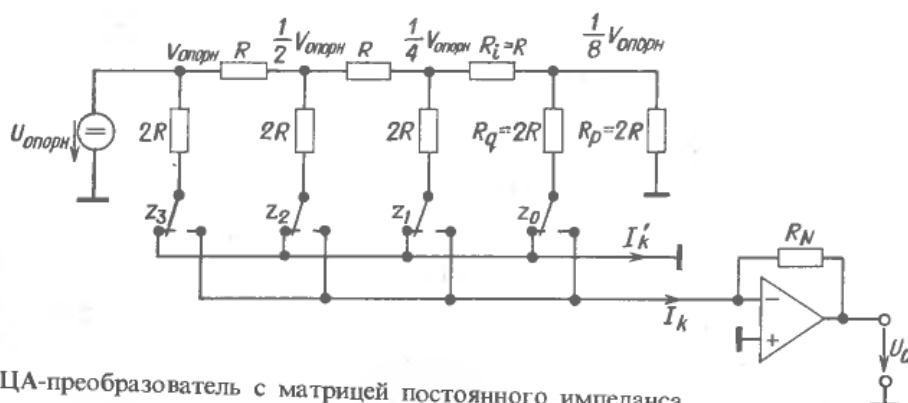 Vопорн R 1/2 Vопорн R 1/4 Vопорн Ri=R 1/8 Vопорн
Uопорн 2R 2R 2R Rq=2R Rp=2R
z3 z2 z1 z0
I'k
RN
Ik
−
+
U0
ЦА-преобразователь с матрицей постоянного импеданса